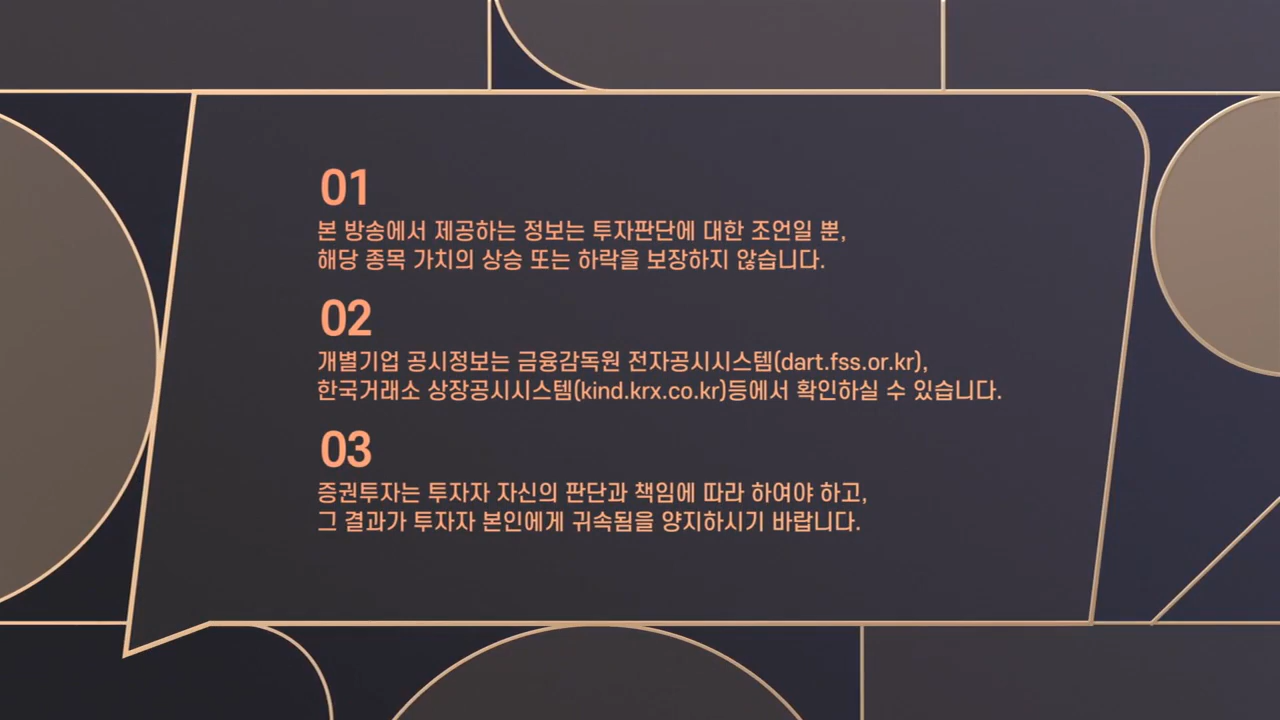 01
본 방송에서 제공하는 정보는 투자판단에 대한 조언일 뿐,
해당 종목 가치의 상승 또는 하락을 보장하지 않습니다.
02
개별기업 공시정보는 금융감독원 전자공시시스템(dart.fss.or.kr),
한국거래소 상장공시시스템(kind.krx.co.kr)등에서 확인하실 수 있습니다.
03
증권투자는 투자자 자신의 판단과 책임에 따라 하여야 하고,
그 결과가 투자자 본인에게 귀속됨을 양지하시기 바랍니다.